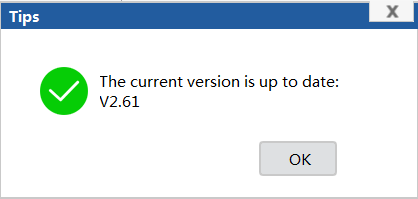 Tips
X
The current version is up to date:
V2.61
OK